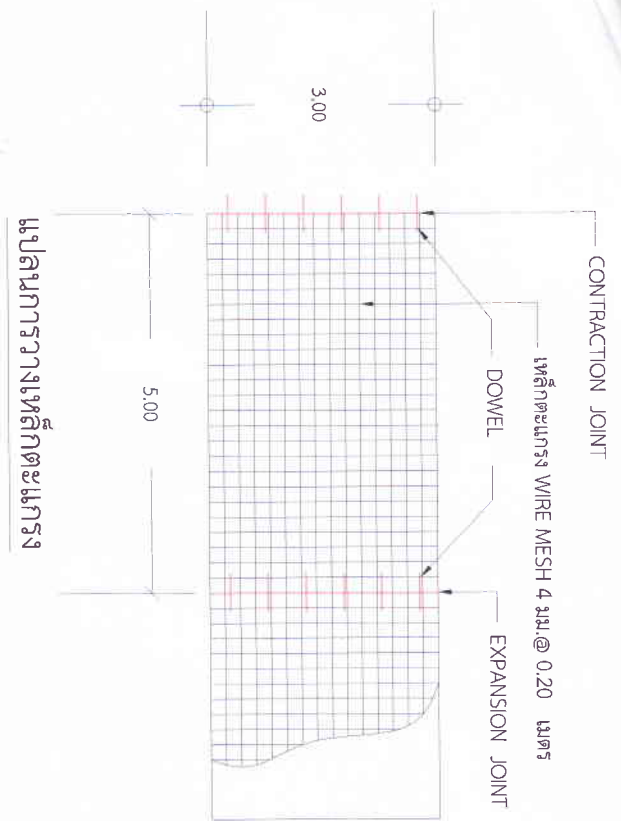 CONTRACTION JOINT
เหล็กตะแกรง WIRE MESH 4 มม.@ 0.20 เมตร
DOWEL
EXPANSION JOINT
3.00
5.00
แปลนการวางเหล็กตะแกรง